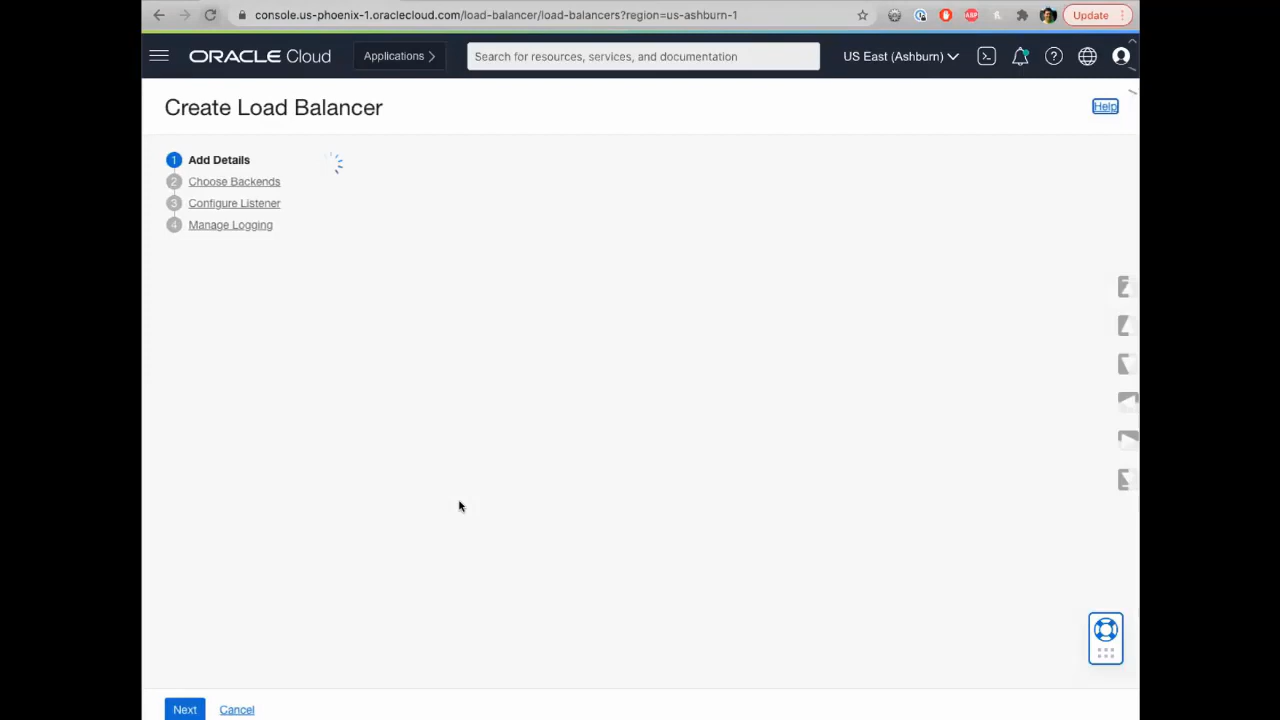 console.us-phoenix-1.oraclecloud.com/load-balancer/load-balancers?region=us-ashburn-1
ABP
Update
ORACLE Cloud
Applications
Search for resources, services, and documentation
US East (Ashburn)
Create Load Balancer
Help
1 Add Details
2 Choose Backends
3 Configure Listener
4 Manage Logging
Next
Cancel